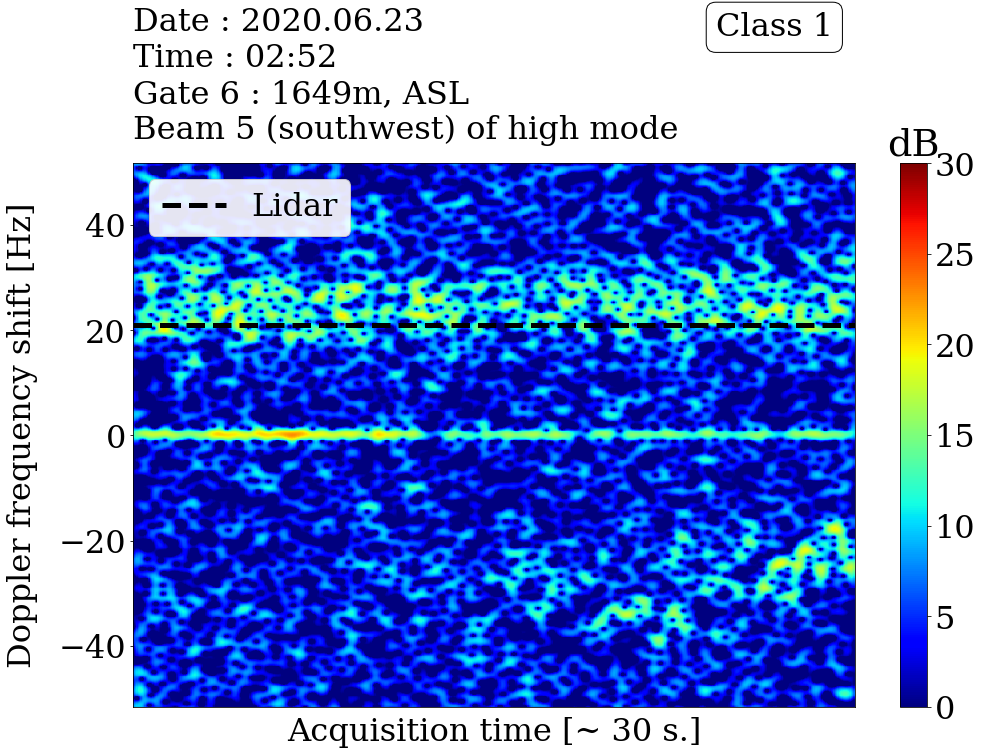 Date : 2020.06.23
Time : 02:52
Gate 6 : 1649m, ASL
Beam 5 (southwest) of high mode
Class 1
dB
Lidar
Doppler frequency shift [Hz]
40
20
0
−20
−40
Acquisition time [~ 30 s.]
30
25
20
15
10
5
0